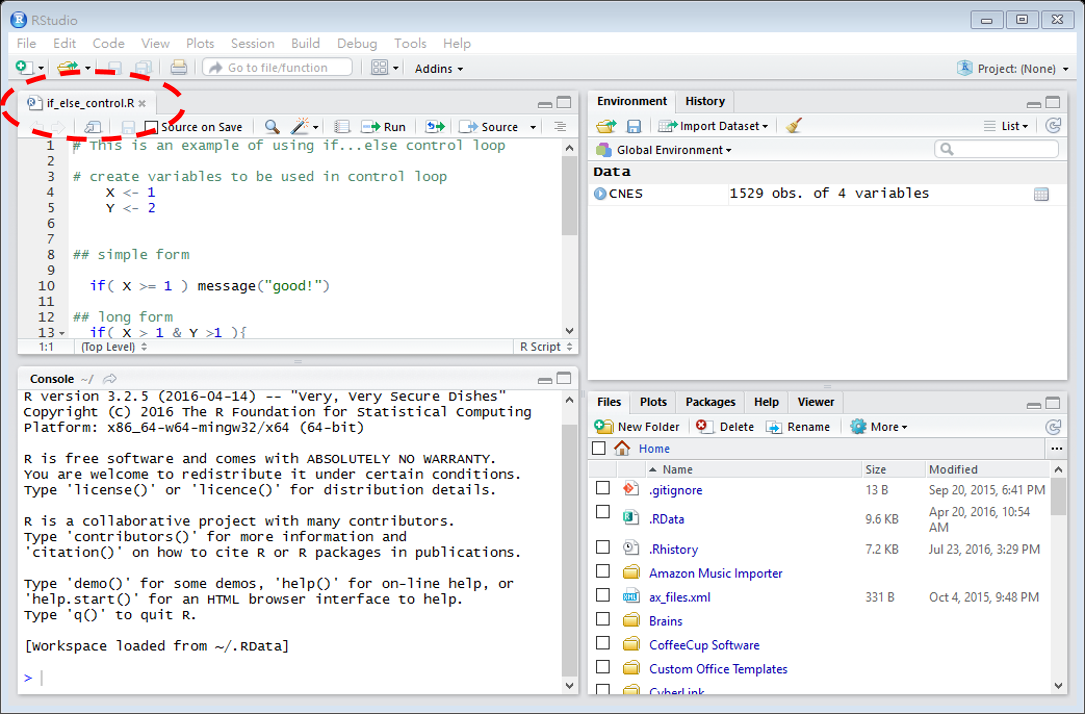 RStudio
File Edit Code View Plots Session Build Debug Tools Help
Go to file/function Addins Project: (None)
if_else_control.R
Source on Save Run Source
1 # This is an example of using if...else control loop
2
3 # create variables to be used in control loop
4 X <- 1
5 Y <- 2
6
7
8 ## simple form
9
10 if( X >= 1 ) message("good!")
11
12 ## long form
13 if( X > 1 & Y >1 ){
1:1 (Top Level) R Script
Console ~/
R version 3.2.5 (2016-04-14) -- "Very, Very Secure Dishes"
Copyright (C) 2016 The R Foundation for Statistical Computing
Platform: x86_64-w64-mingw32/x64 (64-bit)
R is free software and comes with ABSOLUTELY NO WARRANTY.
You are welcome to redistribute it under certain conditions.
Type 'license()' or 'licence()' for distribution details.
R is a collaborative project with many contributors.
Type 'contributors()' for more information and
'citation()' on how to cite R or R packages in publications.
Type 'demo()' for some demos, 'help()' for on-line help, or
'help.start()' for an HTML browser interface to help.
Type 'q()' to quit R.
[Workspace loaded from ~/.RData]
>
Environment History
Import Dataset List
Global Environment
Data
CNES 1529 obs. of 4 variables
Files Plots Packages Help Viewer
New Folder Delete Rename More
Home ...
Name Size Modified
.gitignore 13 B Sep 20, 2015, 6:41 PM
.RData 9.6 KB Apr 20, 2016, 10:54 AM
.Rhistory 7.2 KB Jul 23, 2016, 3:29 PM
Amazon Music Importer
ax_files.xml 331 B Oct 4, 2015, 9:48 PM
Brains
CoffeeCup Software
Custom Office Templates
CyberLink